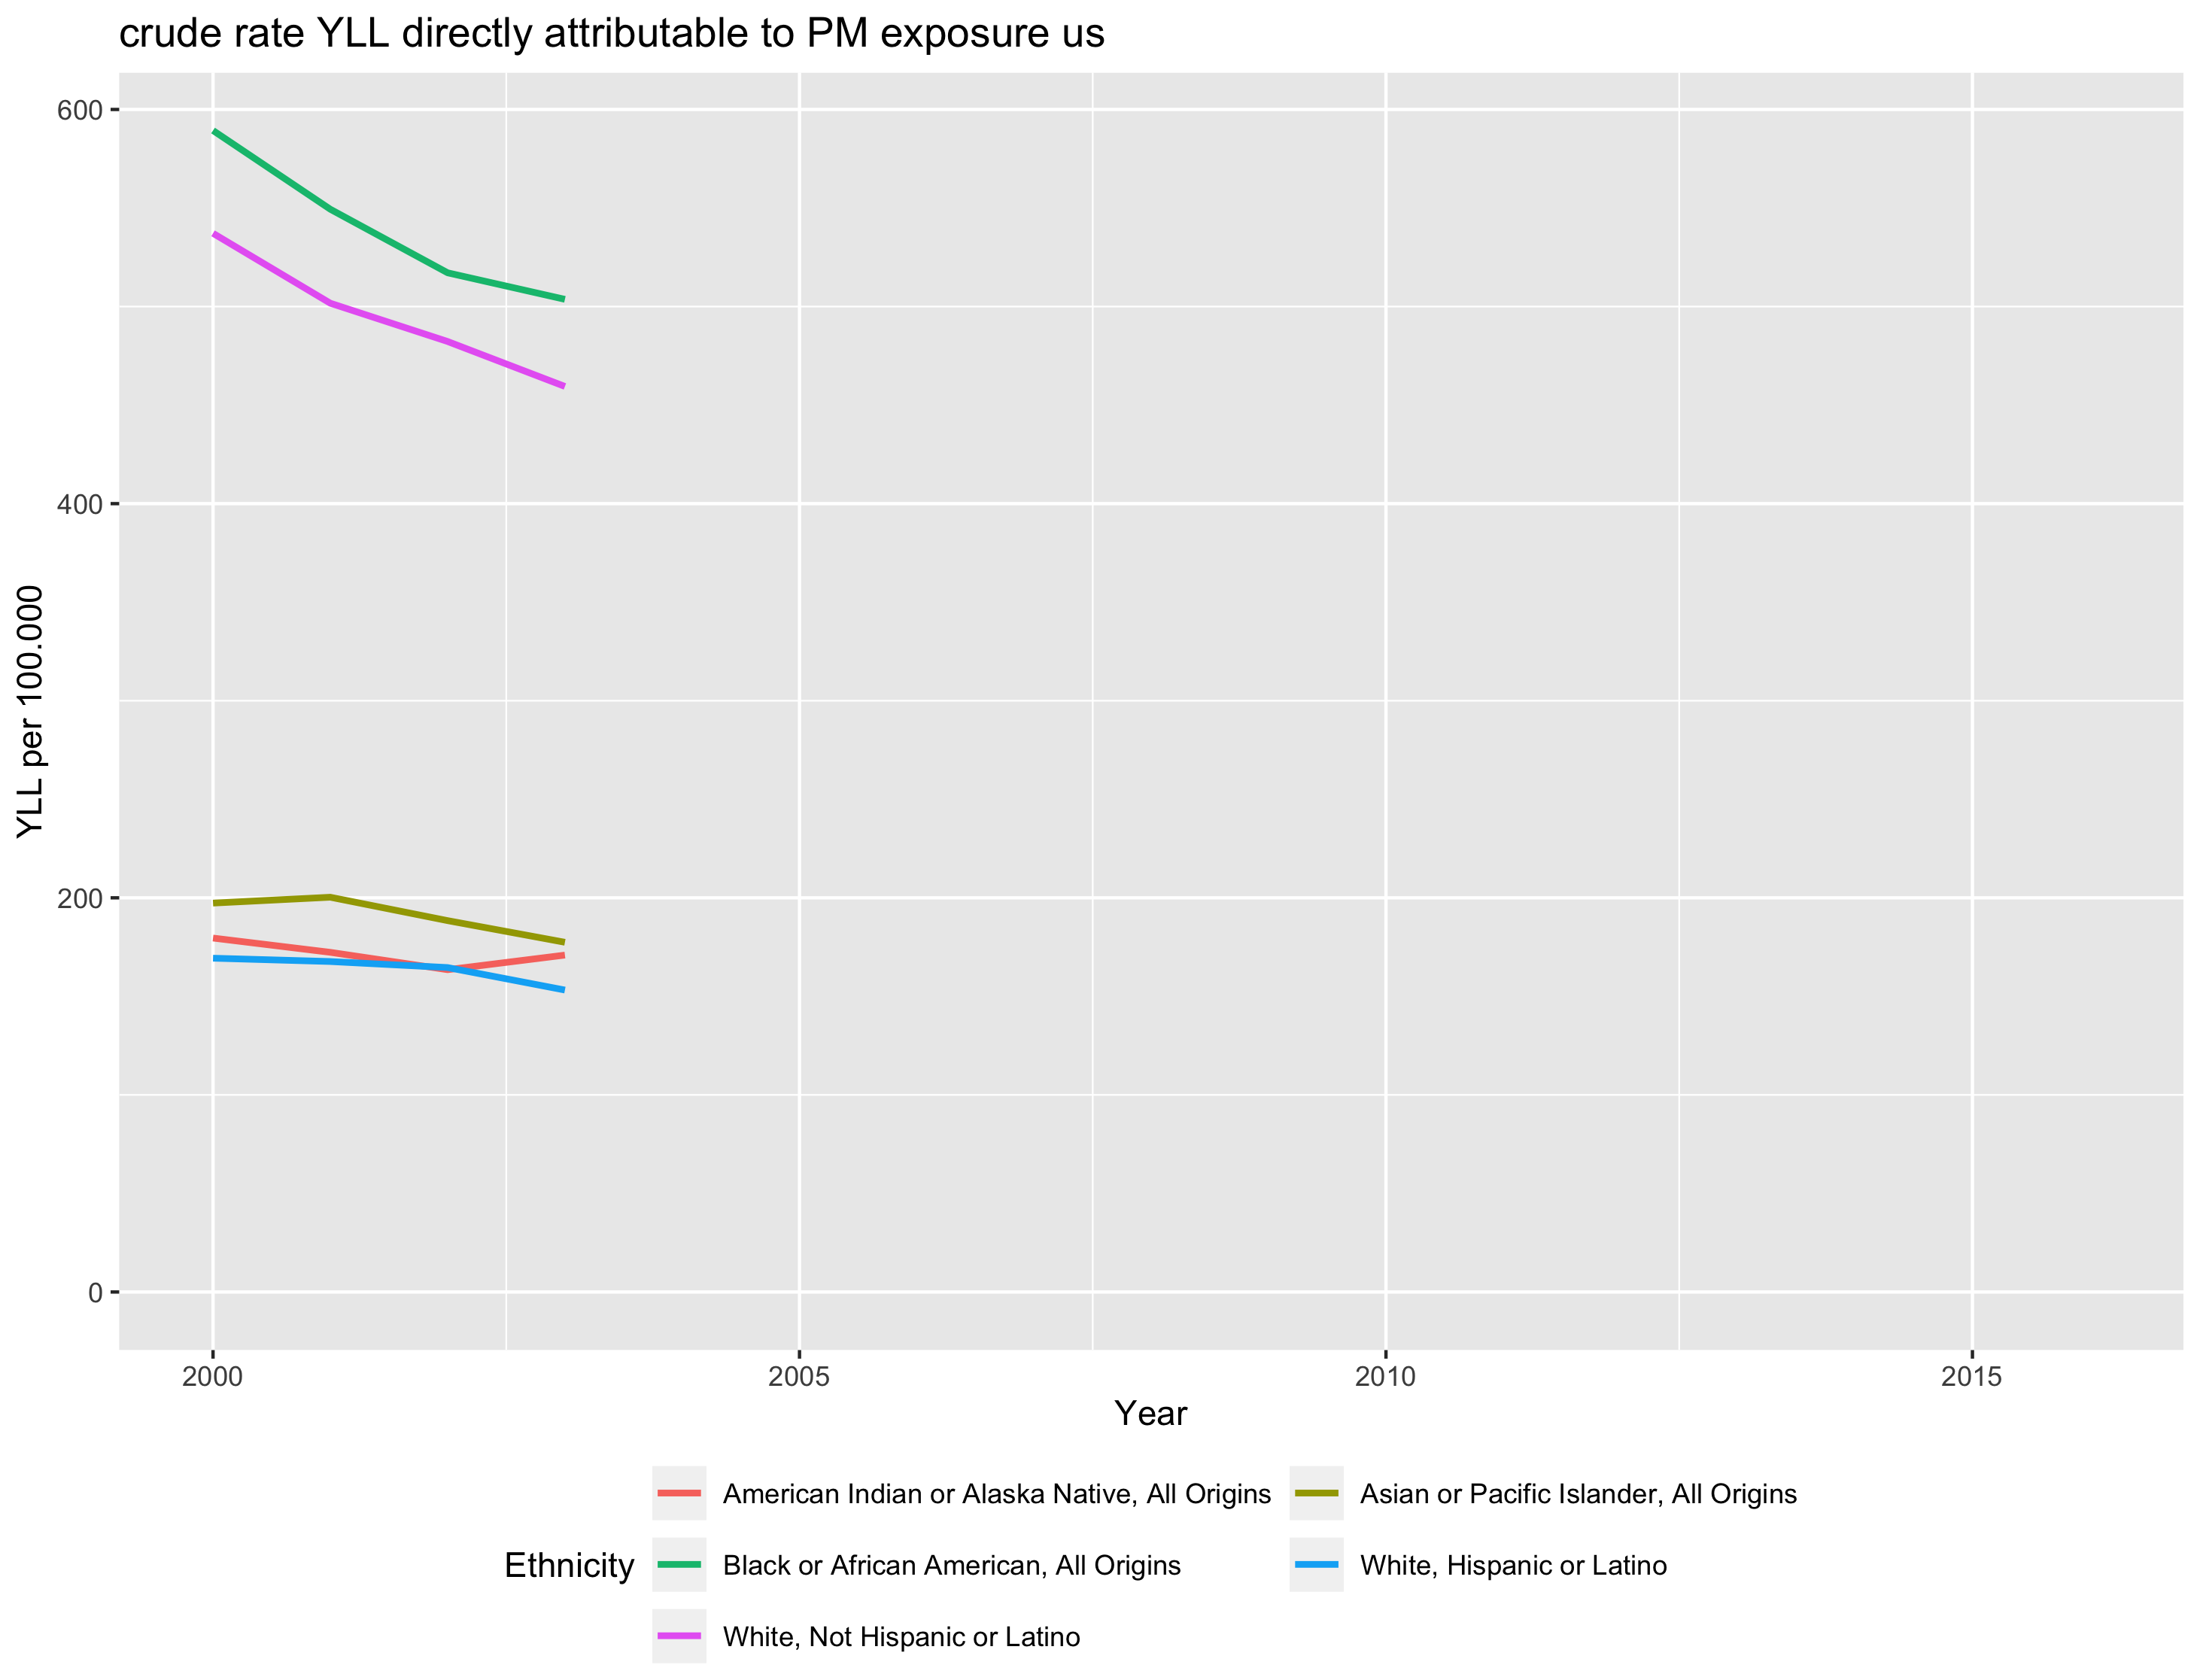 crude rate YLL directly attributable to PM exposure us
600
400
200
0
YLL per 100.000
2000
2005
2010
2015
Year
Ethnicity
American Indian or Alaska Native, All Origins
Asian or Pacific Islander, All Origins
Black or African American, All Origins
White, Hispanic or Latino
White, Not Hispanic or Latino